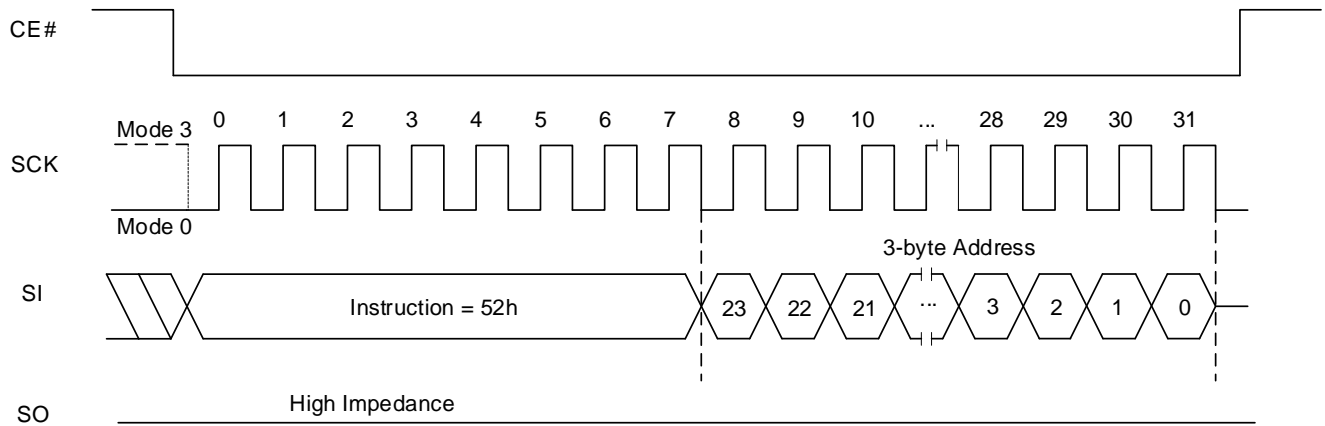 CE#
0 1 2 3 4 5 6 7 8 9 10 ... 28 29 30 31
Mode 3
SCK
Mode 0
3-byte Address
SI
Instruction = 52h
23 22 21 ... 3 2 1 0
High Impedance
SO